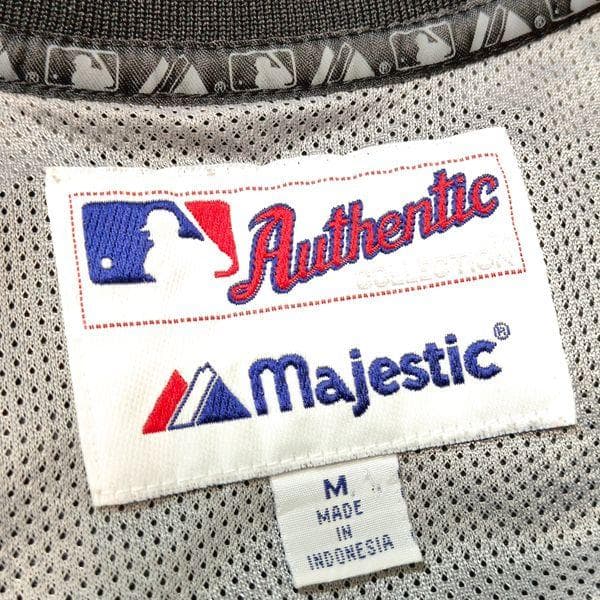 Authentic
COLLECTION
Majestic®
M
MADE
IN
INDONESIA